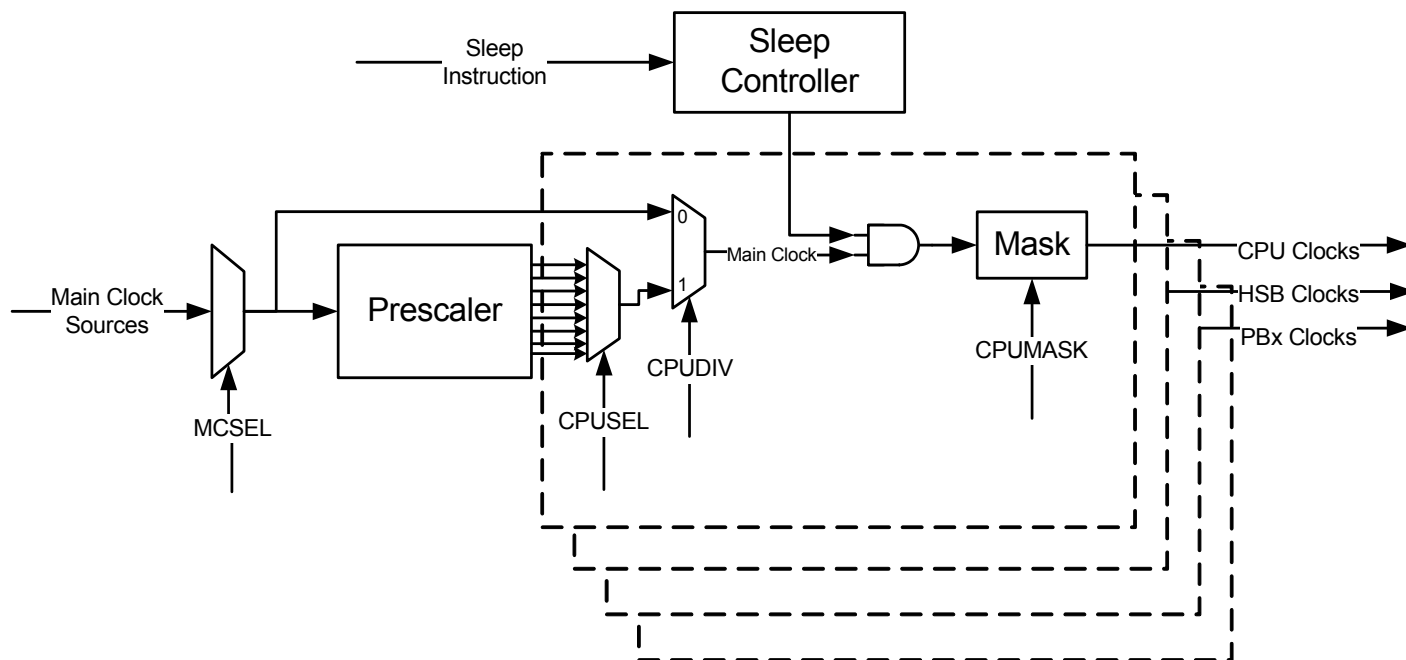 Sleep
Instruction
Sleep
Controller
0
1
Main Clock
Mask
CPU Clocks
HSB Clocks
PBx Clocks
Main Clock
Sources
Prescaler
CPUDIV
CPUMASK
CPUSEL
MCSEL